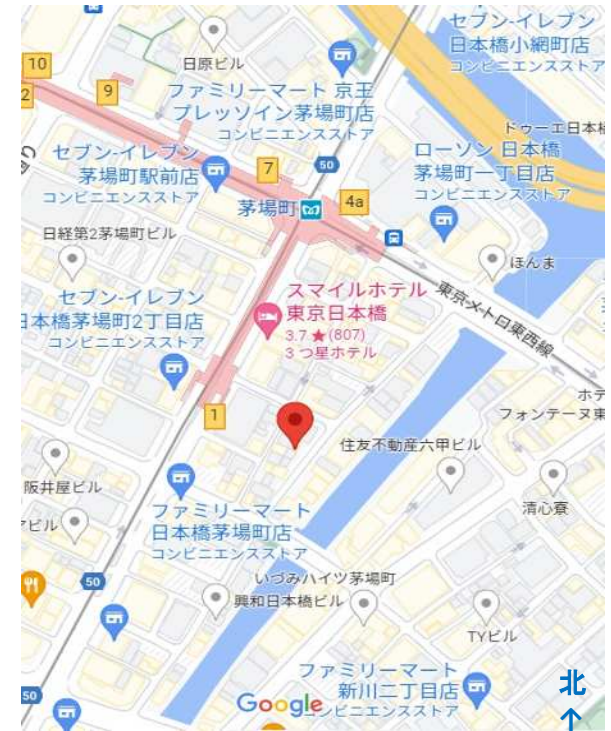 セブン-イレブン
日本橋小網町店
コンビニエンスストア
日原ビル
10
9
2
ファミリーマート 京王
プレッソイン茅場町店
コンビニエンスストア
ドゥーエ日本橋
セブン-イレブン
茅場町駅前店
コンビニエンスストア
7
50
ローソン 日本橋
茅場町一丁目店
コンビニエンスストア
茅場町
4a
日経第2茅場町ビル
ほんま
東京メトロ東西線
スマイルホテル
東京日本橋
3.7 ★ (807)
3 つ星ホテル
セブン-イレブン
日本橋茅場町2丁目店
コンビニエンスストア
ホテ
フォンテーヌ東
1
住友不動産六甲ビル
阪井屋ビル
清心寮
ファミリーマート
日本橋茅場町店
コンビニエンスストア
ビル
いづみハイツ茅場町
50
興和日本橋ビル
TYビル
ファミリーマート
新川二丁目店
コンビニエンスストア
50
Google
北
↑